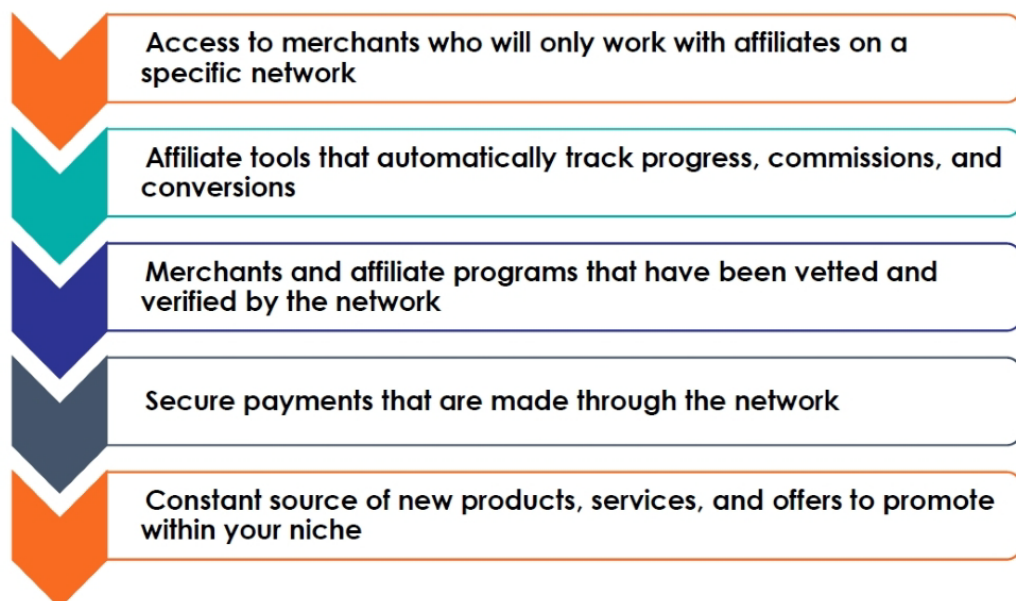 Access to merchants who will only work with affiliates on a
specific network
Affiliate tools that automatically track progress, commissions, and
conversions
Merchants and affiliate programs that have been vetted and
verified by the network
Secure payments that are made through the network
Constant source of new products, services, and offers to promote
within your niche